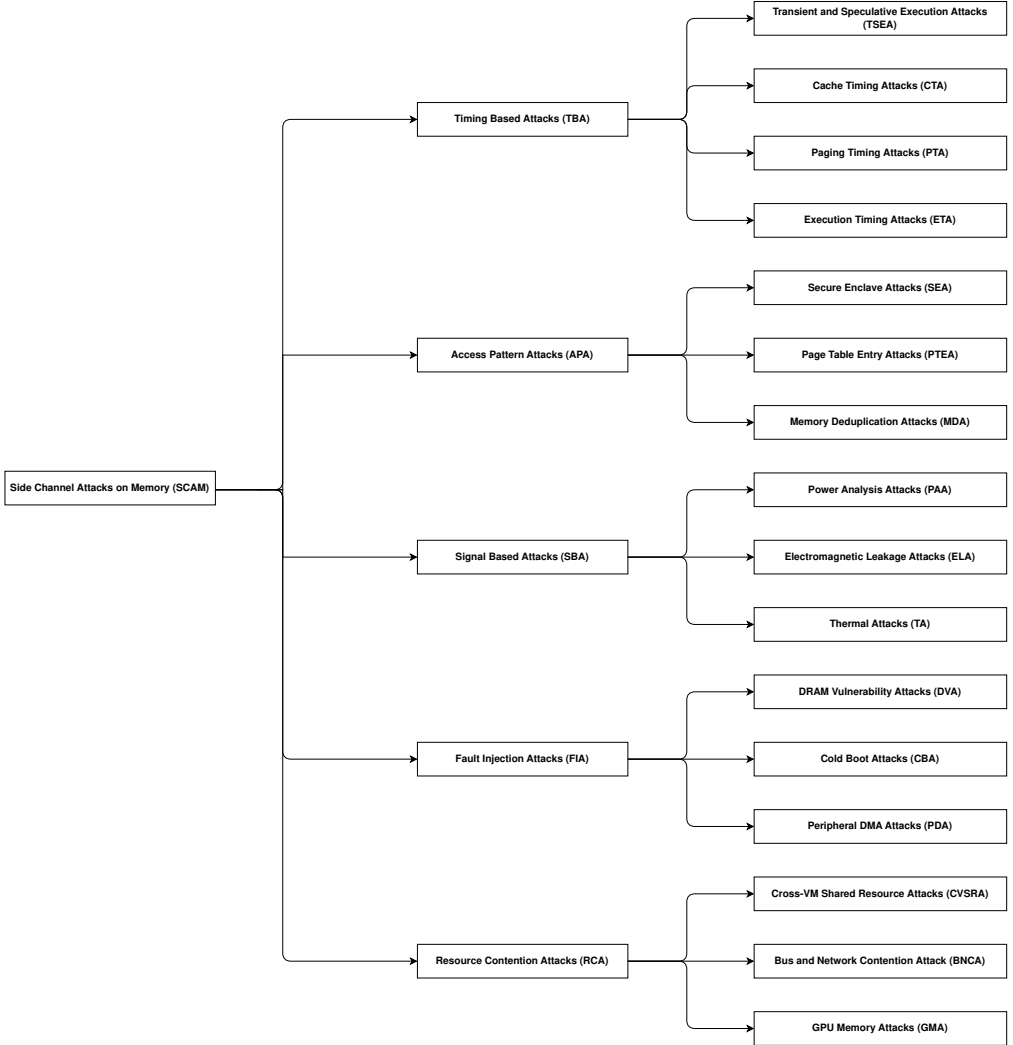 Transient and Speculative Execution Attacks
(TSEA)
Cache Timing Attacks (CTA)
Timing Based Attacks (TBA)
Paging Timing Attacks (PTA)
Execution Timing Attacks (ETA)
Secure Enclave Attacks (SEA)
Access Pattern Attacks (APA)
Page Table Entry Attacks (PTEA)
Memory Deduplication Attacks (MDA)
Side Channel Attacks on Memory (SCAM)
Power Analysis Attacks (PAA)
Signal Based Attacks (SBA)
Electromagnetic Leakage Attacks (ELA)
Thermal Attacks (TA)
DRAM Vulnerability Attacks (DVA)
Fault Injection Attacks (FIA)
Cold Boot Attacks (CBA)
Peripheral DMA Attacks (PDA)
Cross-VM Shared Resource Attacks (CVSRA)
Resource Contention Attacks (RCA)
Bus and Network Contention Attack (BNCA)
GPU Memory Attacks (GMA)